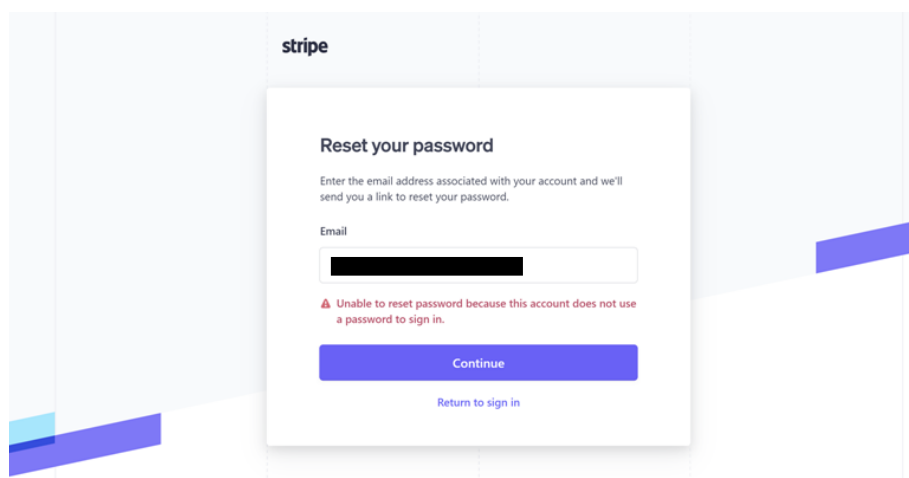 stripe
Reset your password
Enter the email address associated with your account and we'll
send you a link to reset your password.
Email
Unable to reset password because this account does not use
a password to sign in.
Continue
Return to sign in